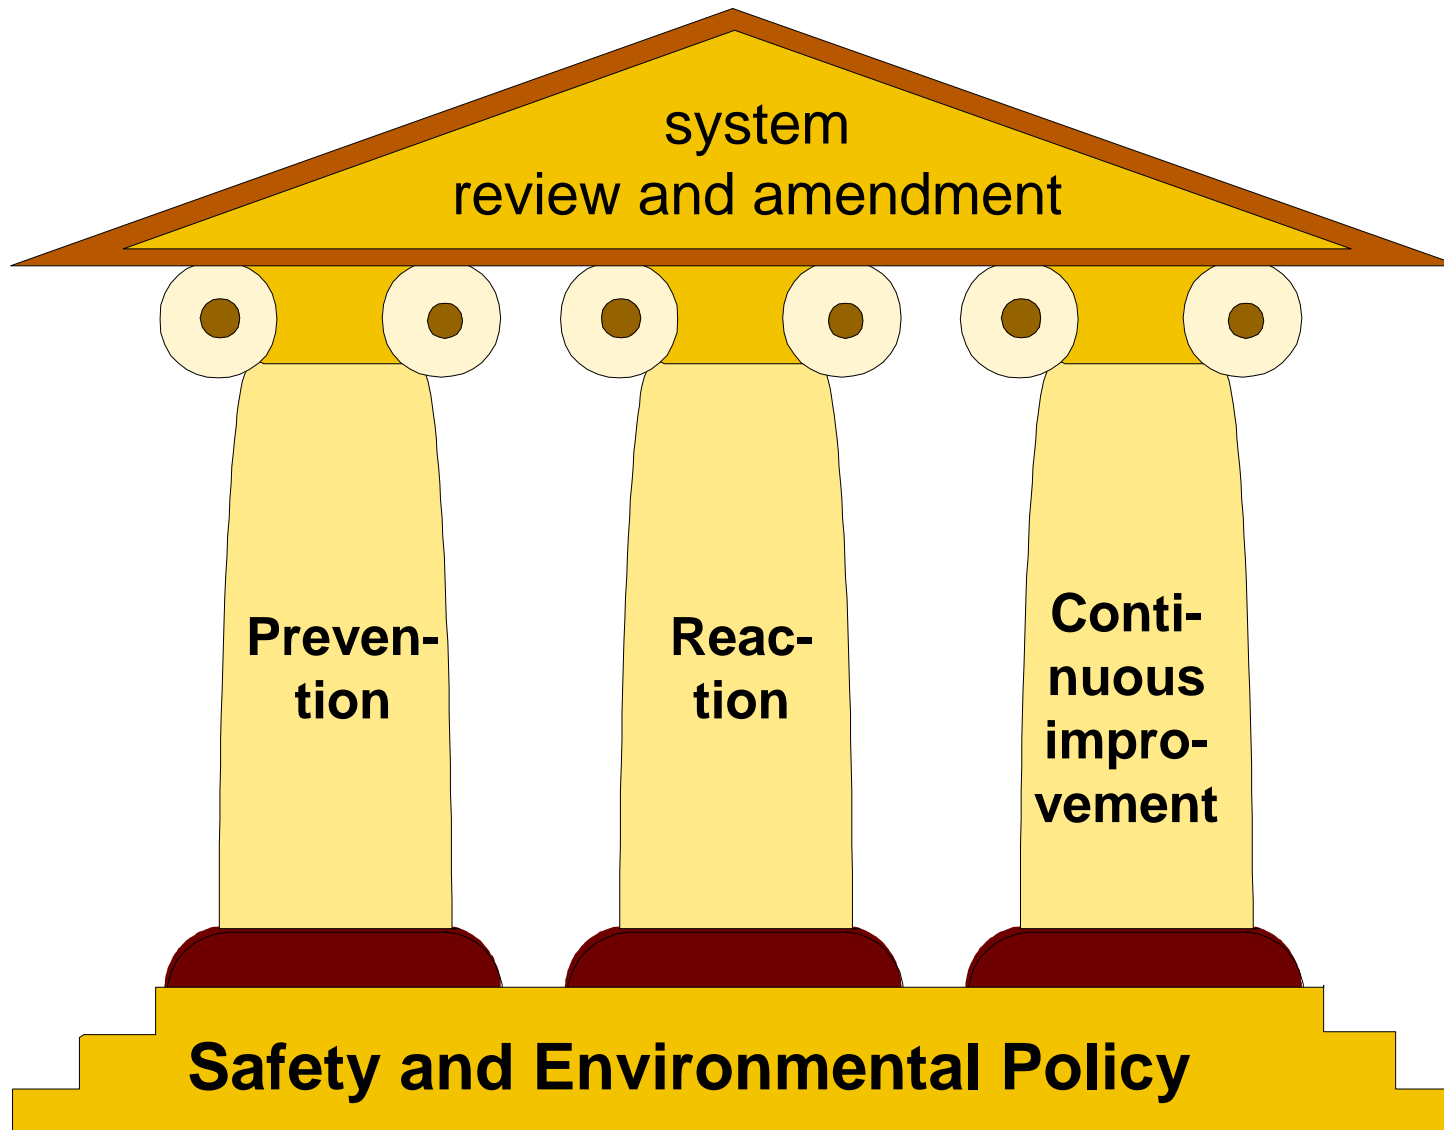 system
review and amendment
Preven-
tion
Reac-
tion
Conti-
nuous
impro-
vement
Safety and Environmental Policy